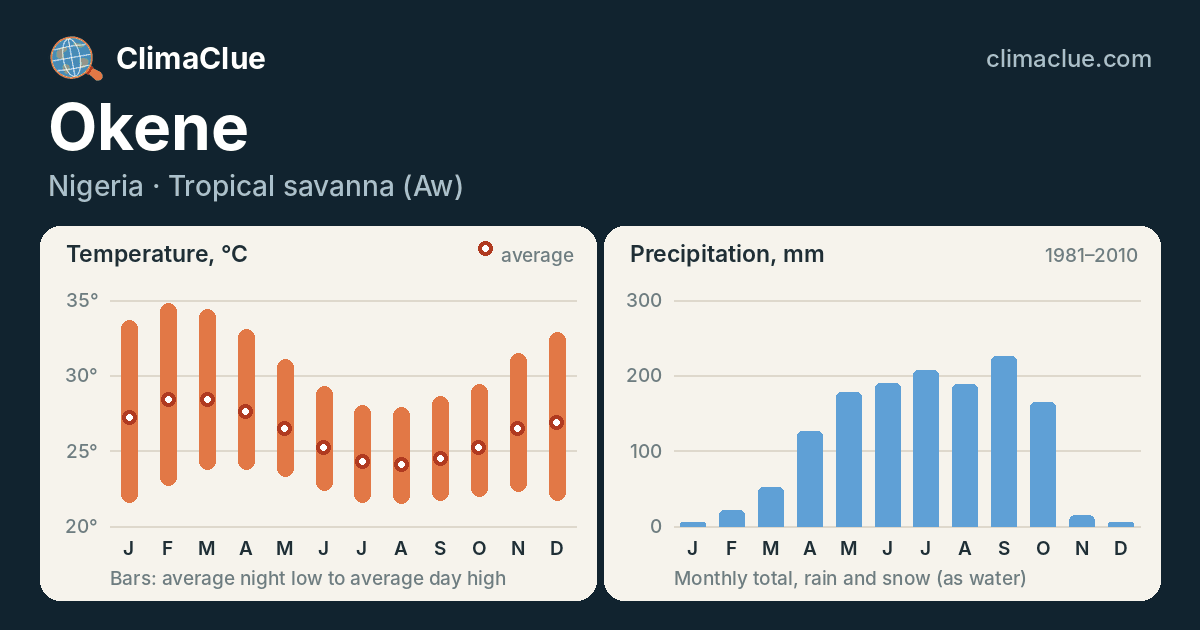 ClimaClue
climaclue.com
Okene
Nigeria · Tropical savanna (Aw)
Temperature, °C
average
35°
30°
25°
20°
J F M A M J J A S O N D
Bars: average night low to average day high
Precipitation, mm
1981–2010
300
200
100
0
J F M A M J J A S O N D
Monthly total, rain and snow (as water)